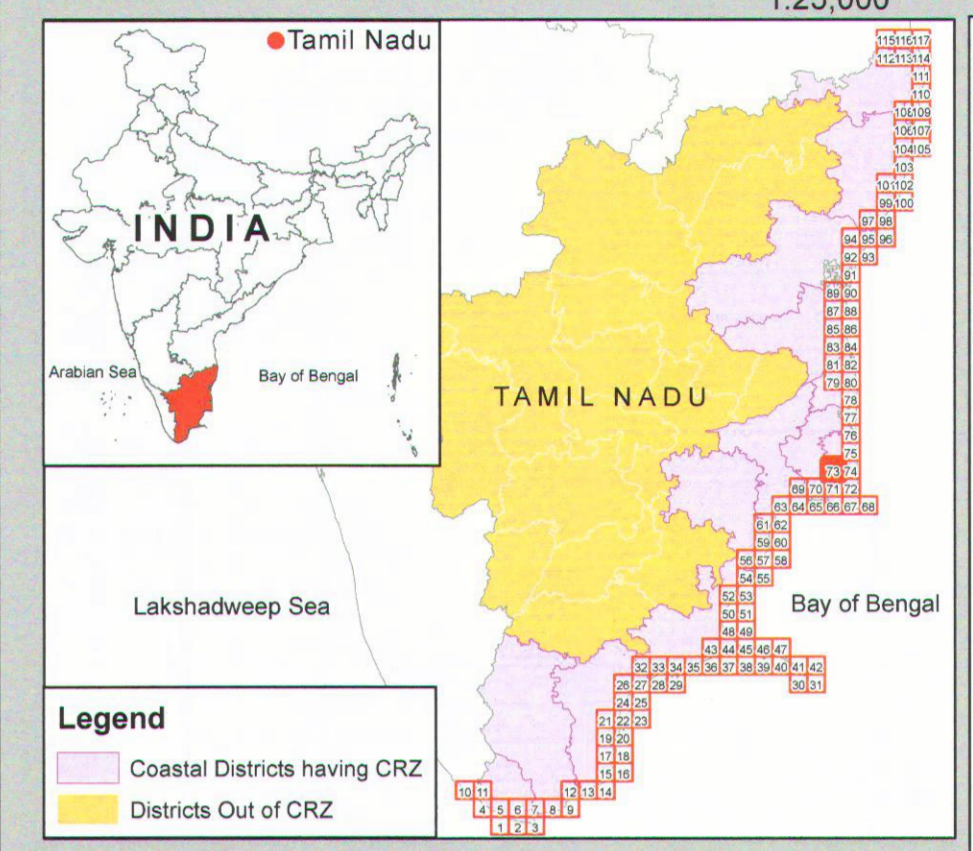 1:25,000
Tamil Nadu
INDIA
Arabian Sea
Bay of Bengal
TAMIL NADU
Lakshadweep Sea
Bay of Bengal
Legend
Coastal Districts having CRZ
Districts Out of CRZ
115 116 117
112 113 114
111
110
108 109
106 107
104 105
103
101 102
99 100
97 98
94 95 96
92 93
91
89 90
87 88
85 86
83 84
81 82
79 80
78
77
76
75
73 74
69 70 71 72
63 64 65 66 67 68
61 62
59 60
56 57 58
54 55
52 53
50 51
48 49
43 44 45 46 47
32 33 34 35 36 37 38 39 40 41 42
26 27 28 29 30 31
24 25
21 22 23
19 20
17 18
15 16
10 11 12 13 14
4 5 6 7 8 9
1 2 3